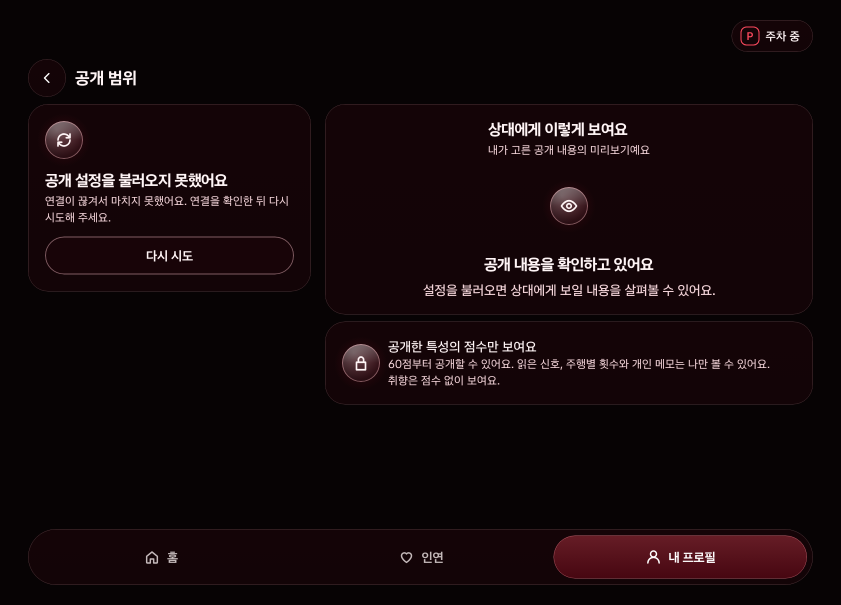 P 주차 중
공개 범위
공개 설정을 불러오지 못했어요
연결이 끊겨서 마치지 못했어요. 연결을 확인한 뒤 다시
시도해 주세요.
다시 시도
상대에게 이렇게 보여요
내가 고른 공개 내용의 미리보기예요
공개 내용을 확인하고 있어요
설정을 불러오면 상대에게 보일 내용을 살펴볼 수 있어요.
공개한 특성의 점수만 보여요
60점부터 공개할 수 있어요. 읽은 신호, 주행별 횟수와 개인 메모는 나만 볼 수 있어요.
취향은 점수 없이 보여요.
홈
인연
내 프로필